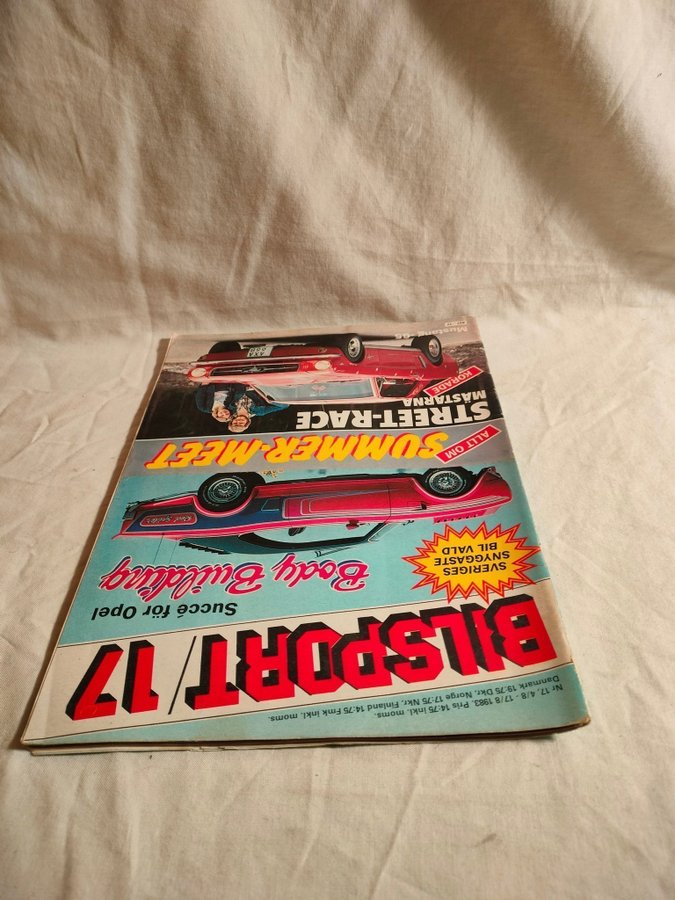 Nr 17. 4/8 - 17/8 1983. Pris 14:75 inkl. moms.
Danmark 19:75 Dkr, Norge 17:75 Nkr, Finland 14:75 Fmk inkl. moms.
BILSPORT/17
Succé för Opel
Body Building
SVERIGES
SNYGGASTE
BIL VALD
ALLT OM
SUMMER-MEET
STREET-RACE
MÄSTARNA
KORADE
Mustang -66